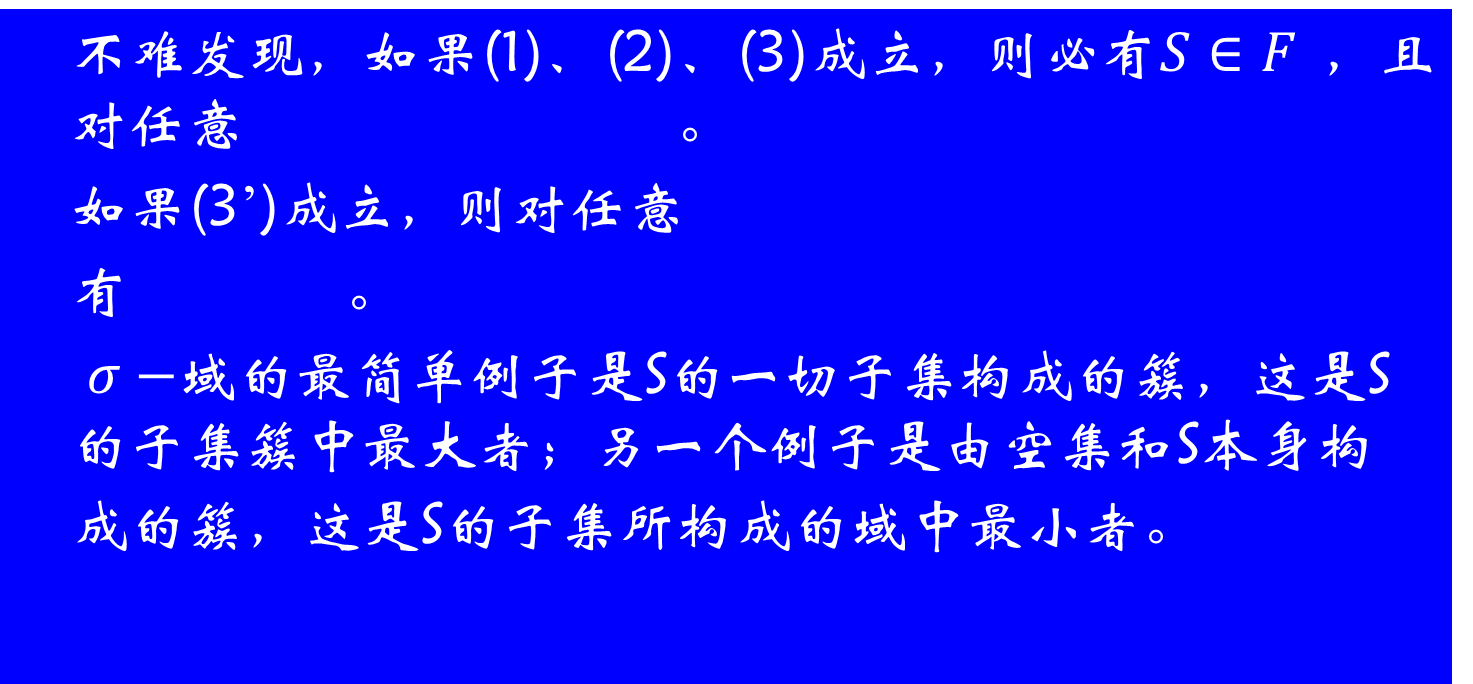 不难发现，如果(1)、(2)、(3)成立，则必有S ∈ F ，且
对任意 。
如果(3’)成立，则对任意
有 。
σ －域的最简单例子是S的一切子集构成的簇，这是S
的子集簇中最大者；另一个例子是由空集和S本身构
成的簇，这是S的子集所构成的域中最小者。